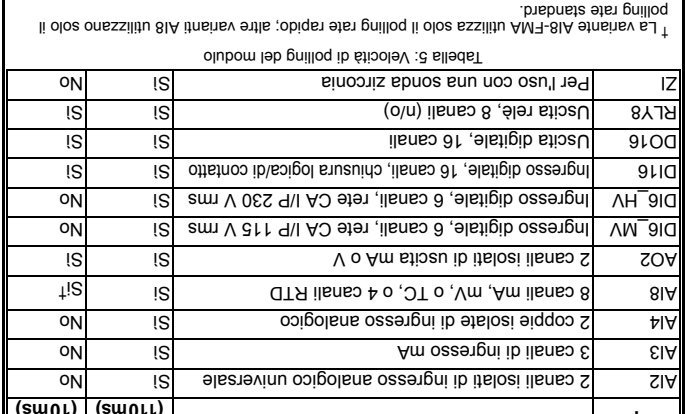 (110ms) (10ms)
AI2 2 canali isolati di ingresso analogico universale Sì No
AI3 3 canali di ingresso mA Sì No
AI4 2 coppie isolate di ingresso analogico Sì No
AI8 8 canali mA, mV, o TC, o 4 canali RTD Sì Sì†
AO2 2 canali isolati di uscita mA o V Sì Sì
DI6_MV Ingresso digitale, 6 canali, rete CA I/P 115 V rms Sì No
DI6_HV Ingresso digitale, 6 canali, rete CA I/P 230 V rms Sì No
DI16 Ingresso digitale, 16 canali, chiusura logica/di contatto Sì Sì
DO16 Uscita digitale, 16 canali Sì Sì
RLY8 Uscita relè, 8 canali (n/o) Sì Sì
ZI Per l'uso con una sonda zirconia Sì No
Tabella 5: Velocità di polling del modulo
† La variante AI8-FMA utilizza solo il polling rate rapido; altre varianti AI8 utilizzano solo il
polling rate standard.